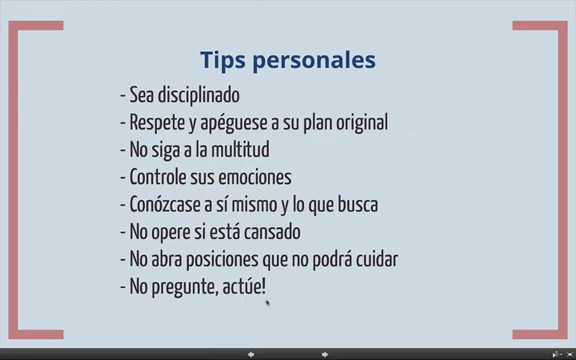 Tips personales
- Sea disciplinado
- Respete y apéguese a su plan original
- No siga a la multitud
- Controle sus emociones
- Conózcase a sí mismo y lo que busca
- No opere si está cansado
- No abra posiciones que no podrá cuidar
- No pregunte, actúe!